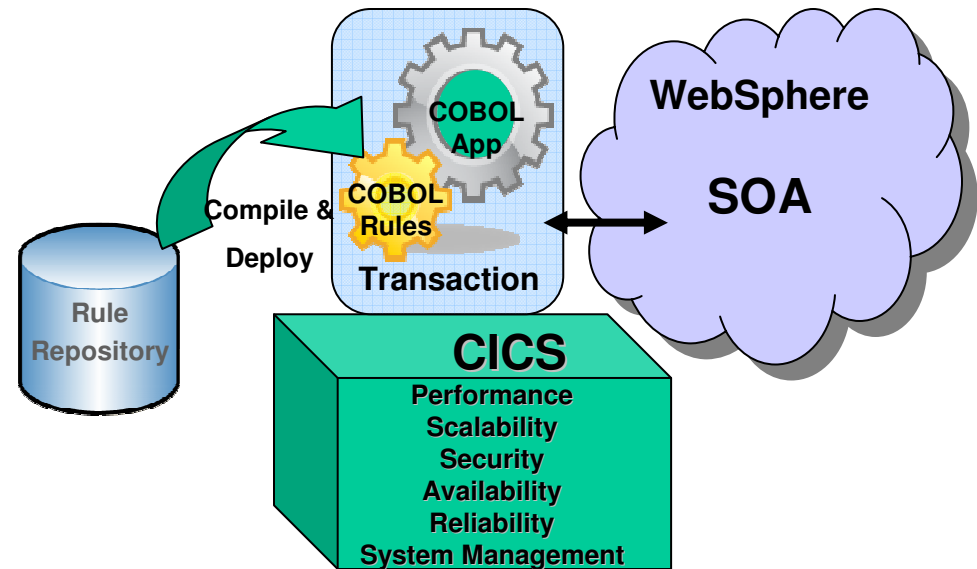 COBOL
App
COBOL
Rules
Transaction
WebSphere
SOA
Compile &
Deploy
Rule
Repository
CICS
Performance
Scalability
Security
Availability
Reliability
System Management